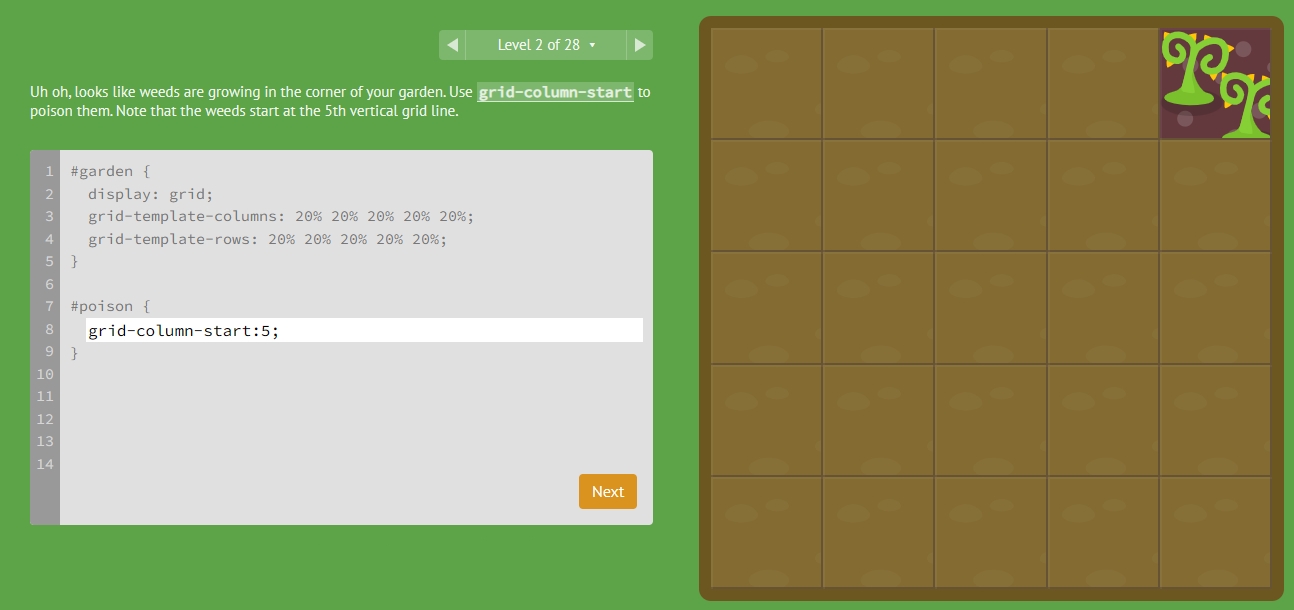 Level 2 of 28
Uh oh, looks like weeds are growing in the corner of your garden. Use grid-column-start to
poison them. Note that the weeds start at the 5th vertical grid line.
1 #garden {
2 display: grid;
3 grid-template-columns: 20% 20% 20% 20% 20%;
4 grid-template-rows: 20% 20% 20% 20% 20%;
5 }
6
7 #poison {
8 grid-column-start:5;
9 }
10
11
12
13
14
Next